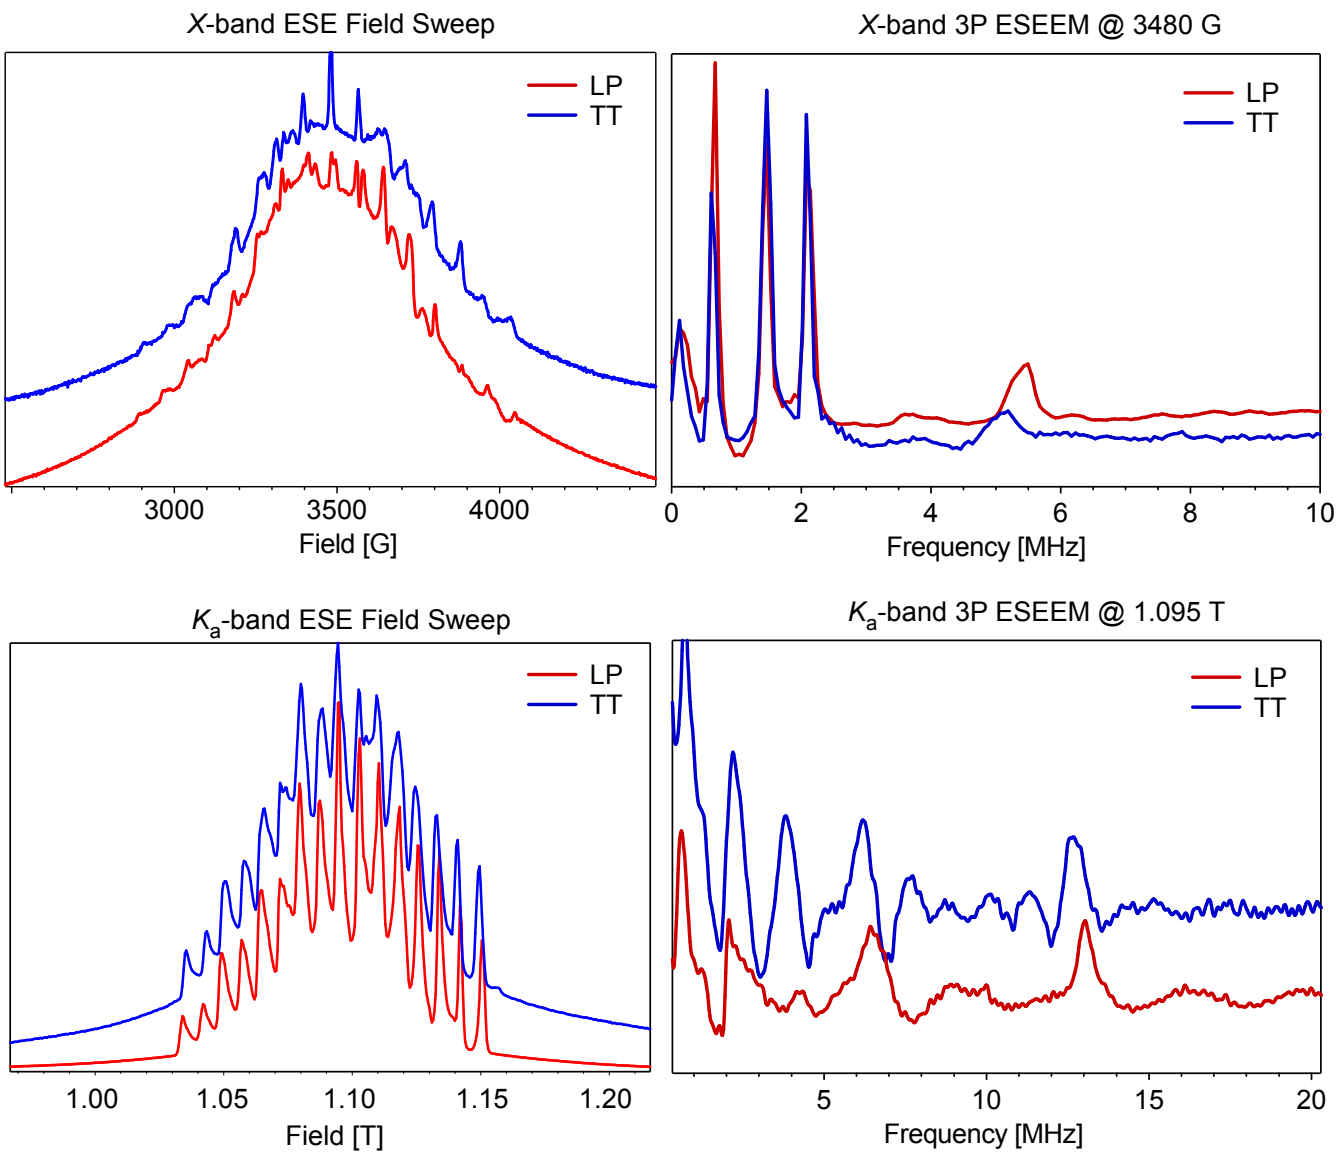 X-band ESE Field Sweep
LP
TT
3000
3500
4000
Field [G]
X-band 3P ESEEM @ 3480 G
LP
TT
0
2
4
6
8
10
Frequency [MHz]
Ka-band ESE Field Sweep
LP
TT
1.00
1.05
1.10
1.15
1.20
Field [T]
Ka-band 3P ESEEM @ 1.095 T
LP
TT
5
10
15
20
Frequency [MHz]